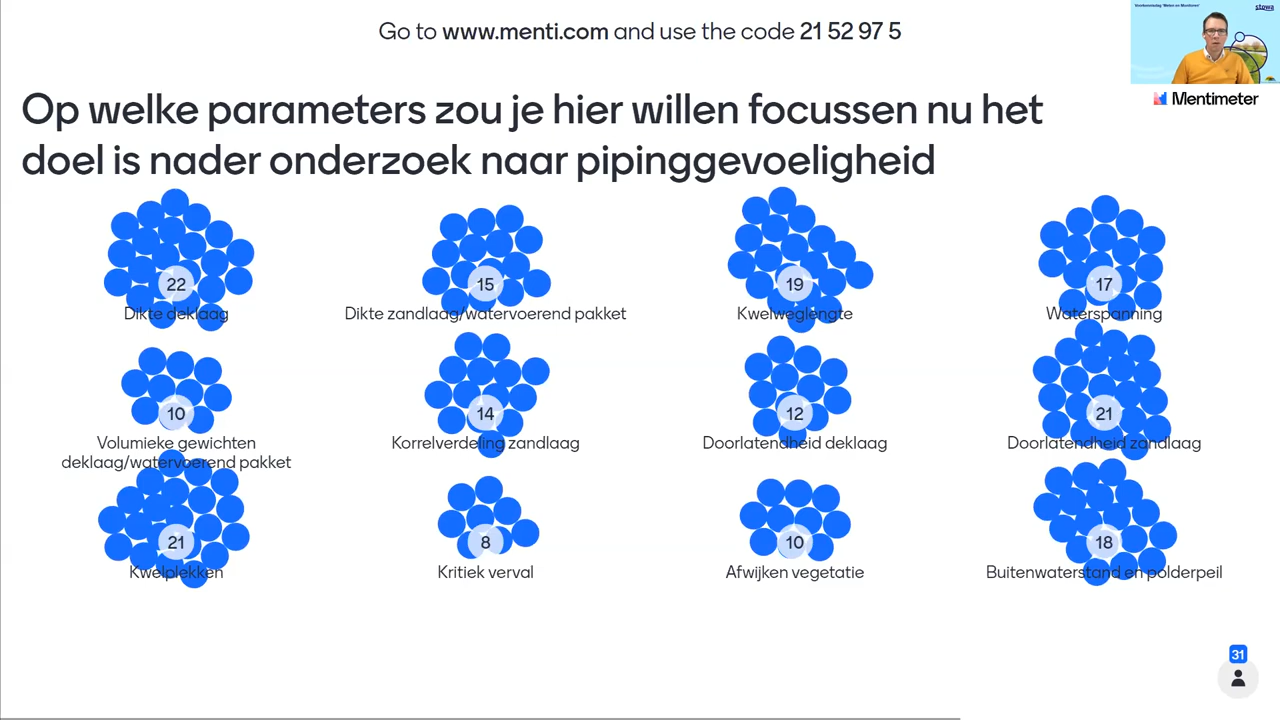 Go to www.menti.com and use the code 21 52 97 5
stowa
Mentimeter
Op welke parameters zou je hier willen focussen nu het
doel is nader onderzoek naar pipinggevoeligheid
22
Dikte deklaag
15
Dikte zandlaag/watervoerend pakket
19
Kwelweglengte
17
Waterspanning
10
Volumieke gewichten
deklaag/watervoerend pakket
14
Korrelverdeling zandlaag
12
Doorlatendheid deklaag
21
Doorlatendheid zandlaag
21
Kwelplekken
8
Kritiek verval
10
Afwijken vegetatie
18
Buitenwaterstand en polderpeil
31